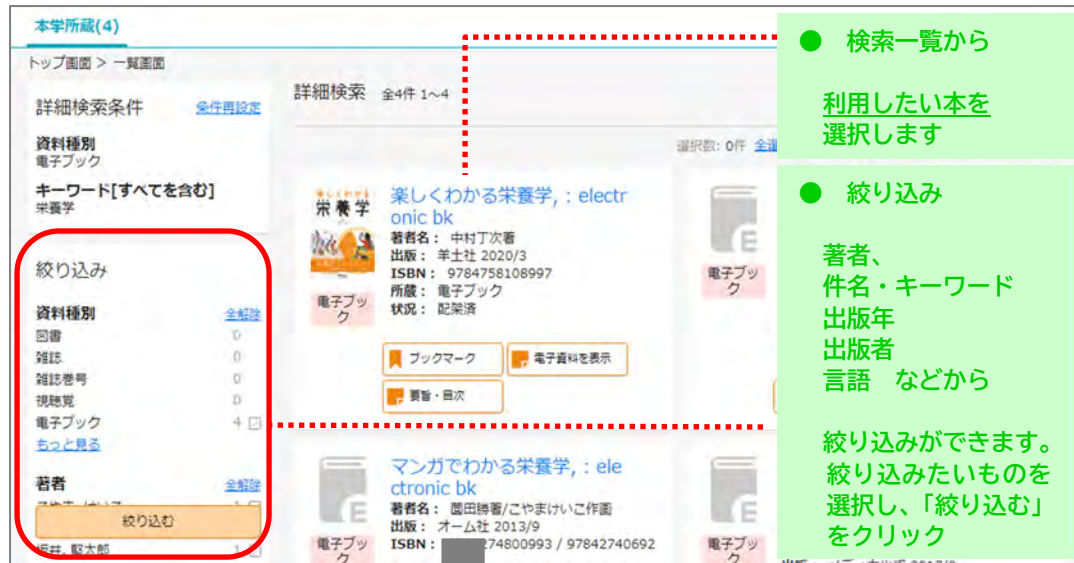 本学所蔵(4)
トップ画面 > 一覧画面
詳細検索条件 条件再設定
資料種別
電子ブック
キーワード[すべてを含む]
栄養学
絞り込み
資料種別 全解除
図書 0
雑誌 0
雑誌巻号 0
視聴覚 0
電子ブック 4
もっと見る
著者 全解除
絞り込む
坂井, 堅太郎 1
詳細検索 全4件 1~4
選択数: 0件
楽しくわかる
栄養学
電子ブッ
ク
楽しくわかる栄養学, : electr
onic bk
著者名： 中村丁次著
出版： 羊土社 2020/3
ISBN： 9784758108997
所蔵： 電子ブック
状況： 配架済
ブックマーク
電子資料を表示
要旨・目次
E
電子ブッ
ク
E
電子ブッ
ク
マンガでわかる栄養学, : ele
ctronic bk
著者名： 薗田勝著/こやまけいこ作画
出版： オーム社 2013/9
ISBN： 274800993 / 97842740692
E
電子ブッ
ク
● 検索一覧から
利用したい本を
選択します
● 絞り込み
著者、
件名・キーワード
出版年
出版者
言語　などから
絞り込みができます。
絞り込みたいものを
選択し、「絞り込む」
をクリック